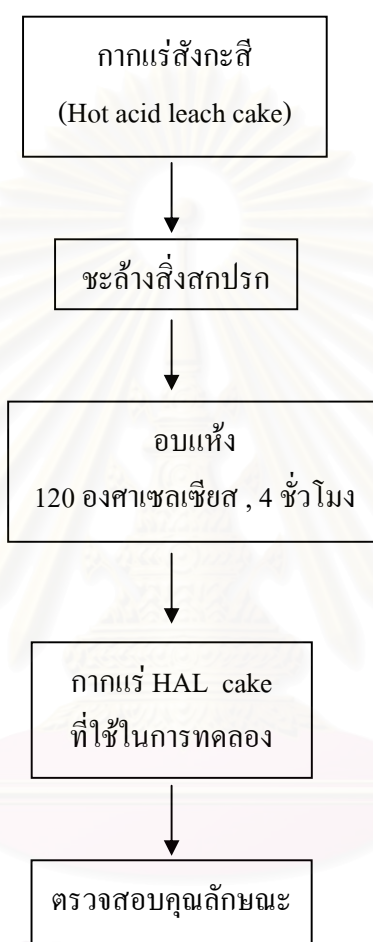 กากแร่สังกะสี
(Hot acid leach cake)
ชะล้างสิ่งสกปรก
อบแห้ง
120 องศาเซลเซียส , 4 ชั่วโมง
กากแร่ HAL cake
ที่ใช้ในการทดลอง
ตรวจสอบคุณลักษณะ